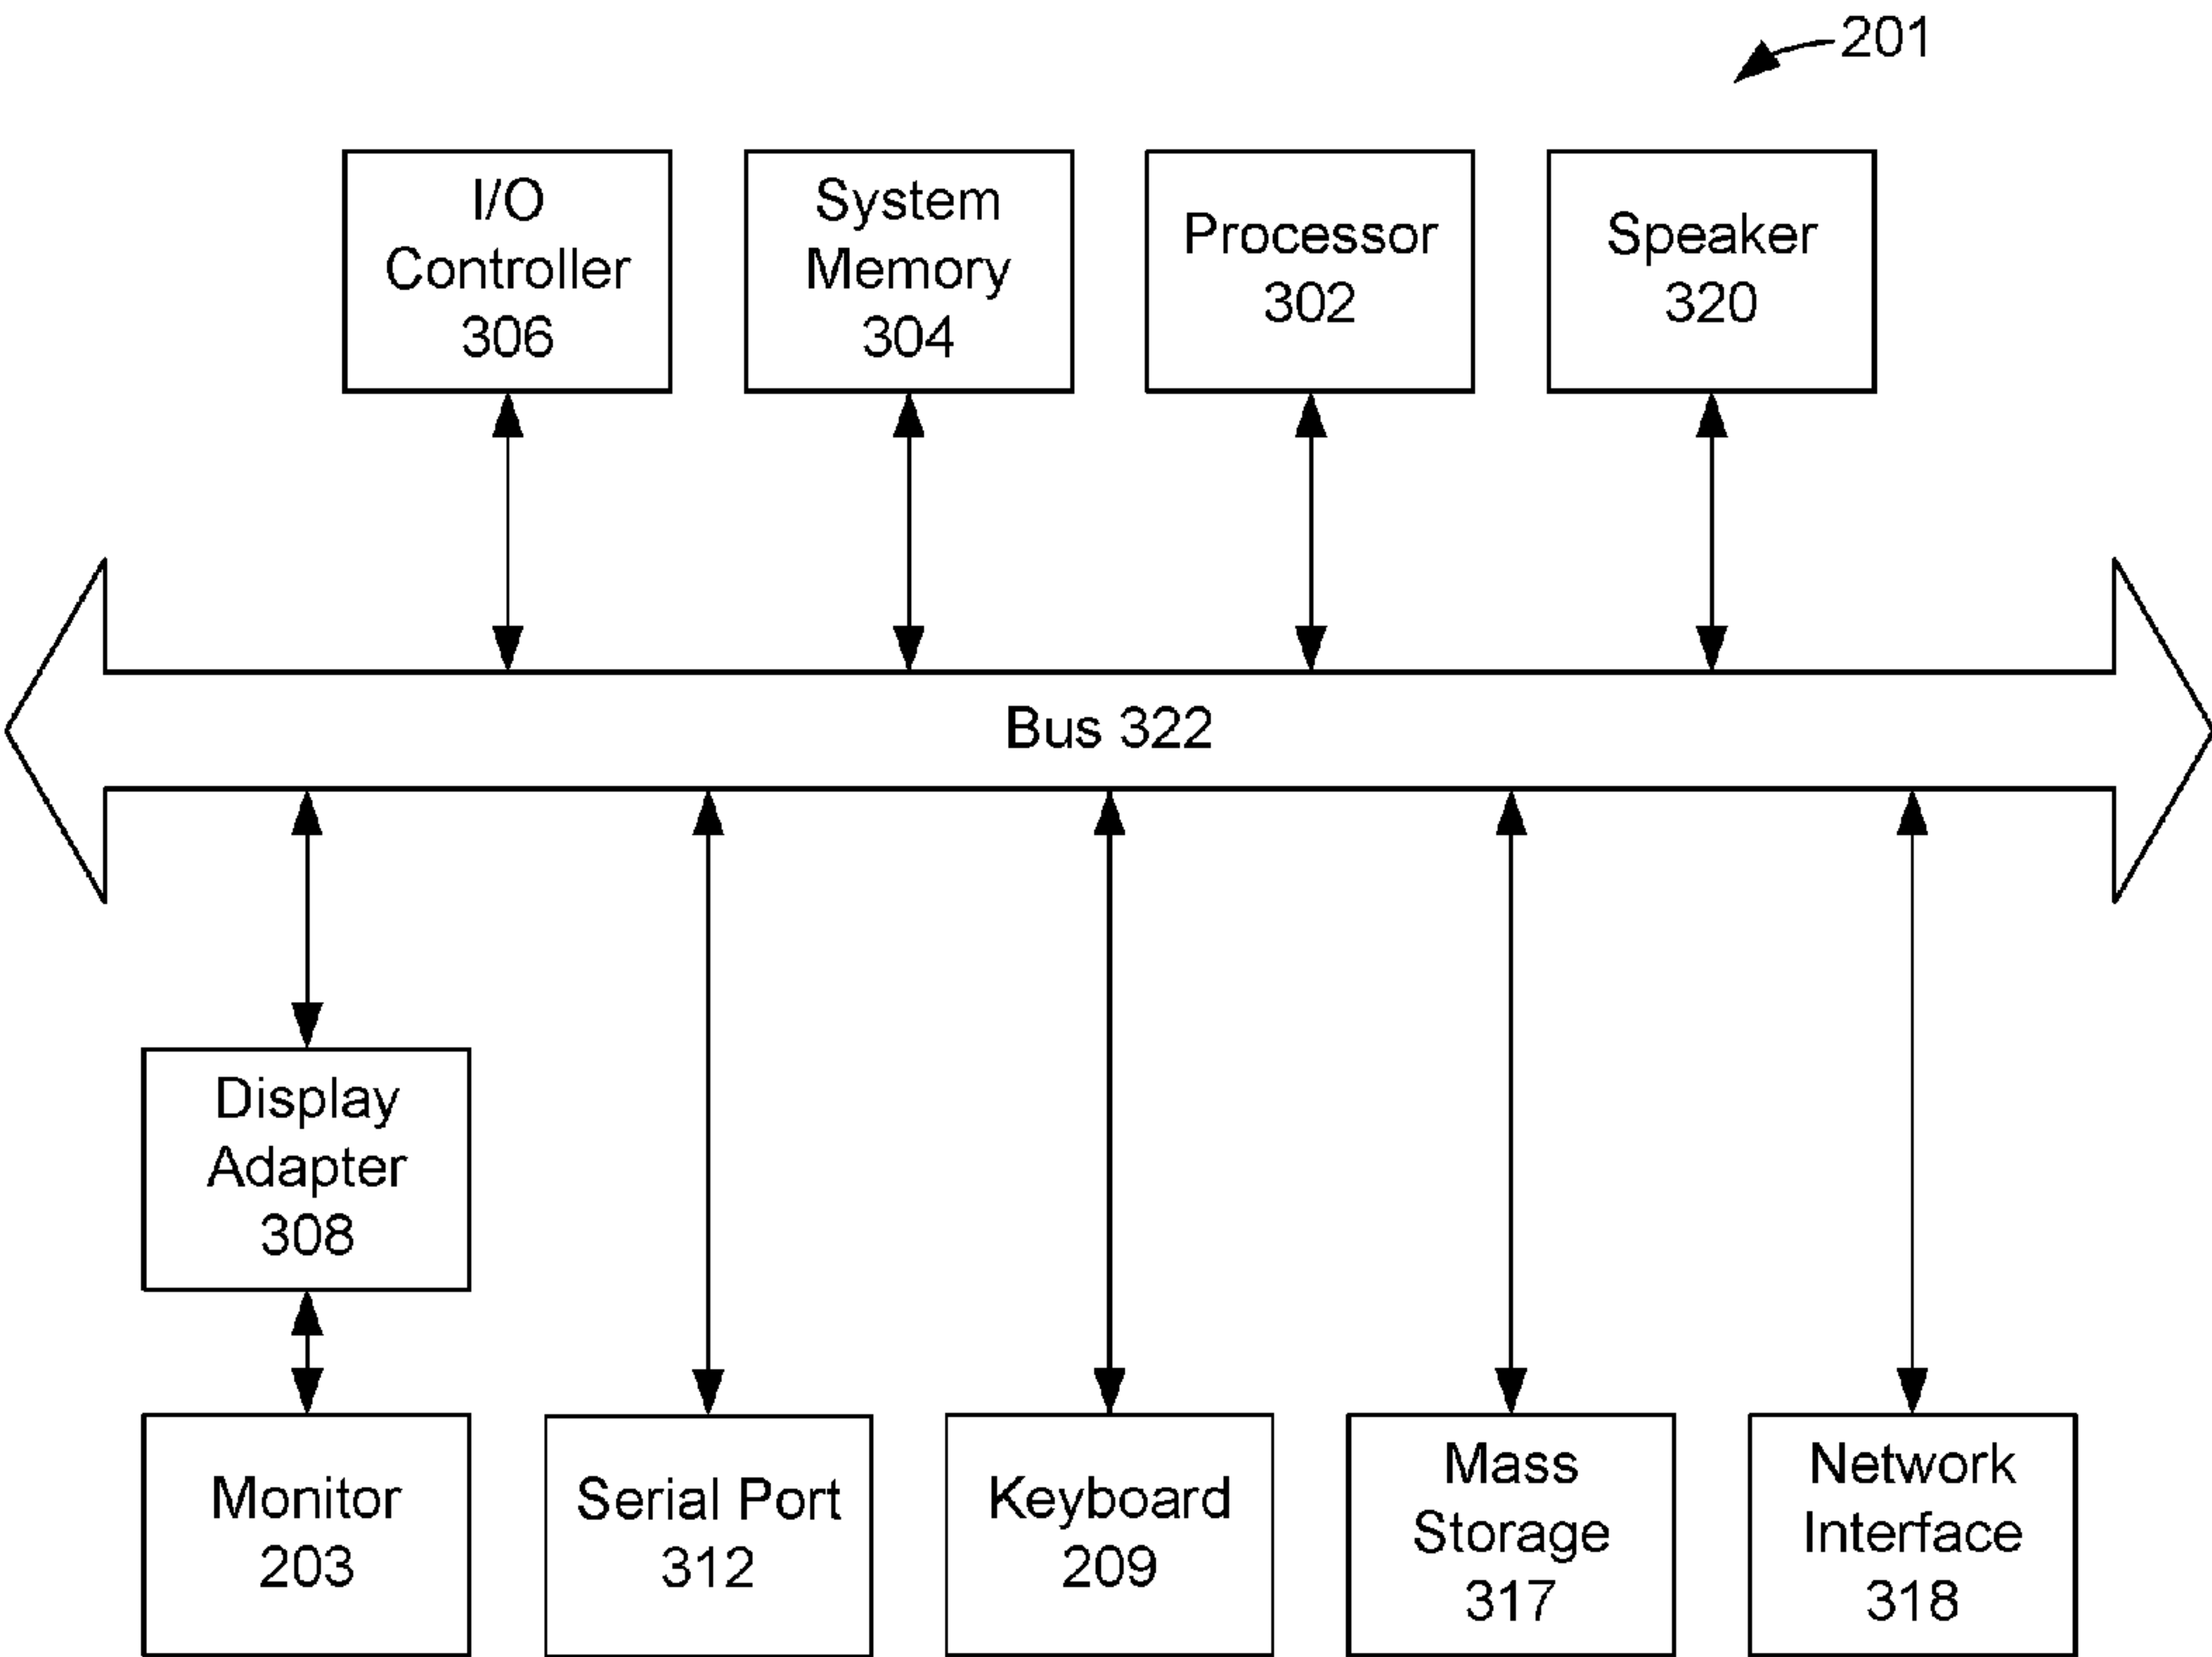 201
I/O
Controller
306
System
Memory
304
Processor
302
Speaker
320
Bus 322
Display
Adapter
308
Monitor
203
Serial Port
312
Keyboard
209
Mass
Storage
317
Network
Interface
318